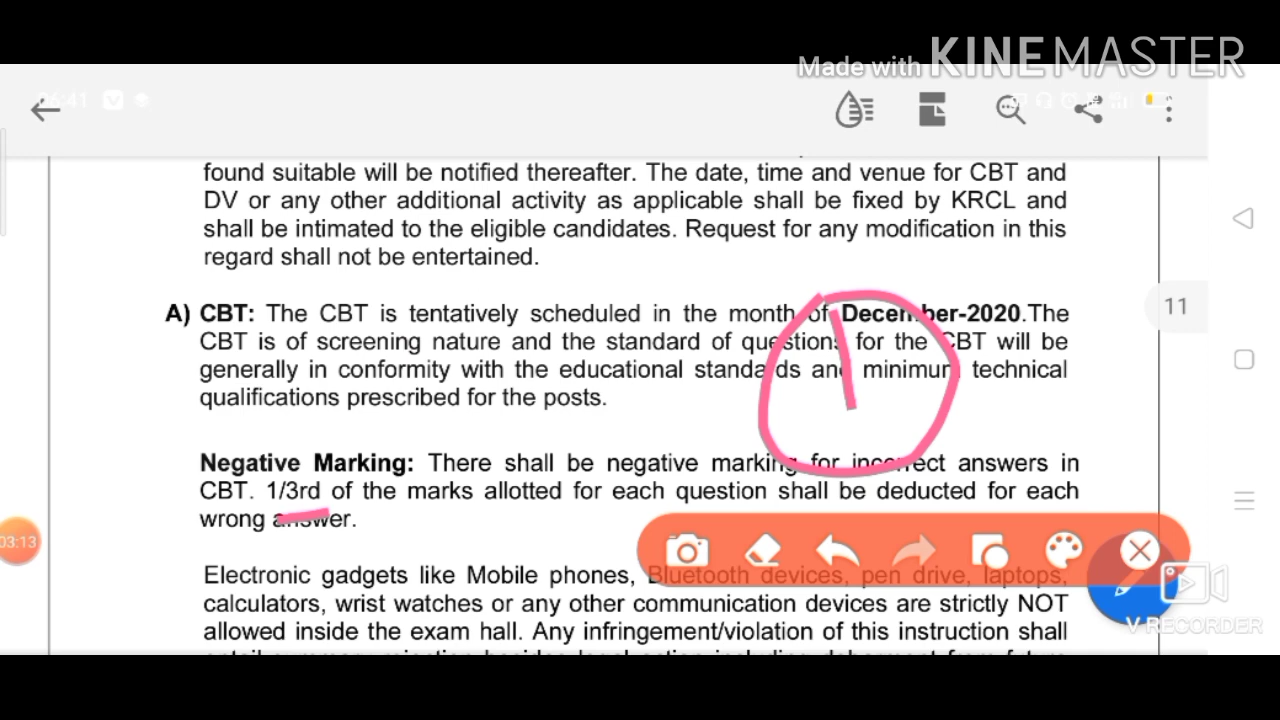 Made with KINEMASTER
06:41
found suitable will be notified thereafter. The date, time and venue for CBT and
DV or any other additional activity as applicable shall be fixed by KRCL and
shall be intimated to the eligible candidates. Request for any modification in this
regard shall not be entertained.
A) CBT: The CBT is tentatively scheduled in the month of December-2020.The
CBT is of screening nature and the standard of questions for the CBT will be
generally in conformity with the educational standards and minimum technical
qualifications prescribed for the posts.
11
Negative Marking: There shall be negative marking for incorrect answers in
CBT. 1/3rd of the marks allotted for each question shall be deducted for each
wrong answer.
03:13
Electronic gadgets like Mobile phones, Bluetooth devices, pen drive, laptops,
calculators, wrist watches or any other communication devices are strictly NOT
allowed inside the exam hall. Any infringement/violation of this instruction shall
V RECORDER